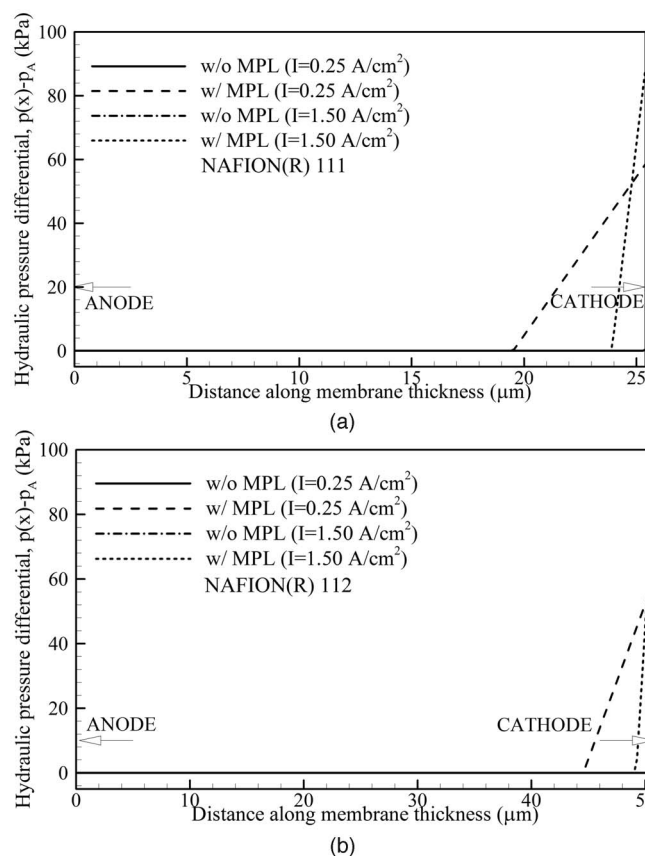 100
80
60
40
20
0
Hydraulic pressure differential, p(x)-p_A (kPa)
w/o MPL (I=0.25 A/cm²)
w/ MPL (I=0.25 A/cm²)
w/o MPL (I=1.50 A/cm²)
w/ MPL (I=1.50 A/cm²)
NAFION(R) 111
ANODE
CATHODE
0 5 10 15 20 25
Distance along membrane thickness (μm)
(a)
100
80
60
40
20
0
Hydraulic pressure differential, p(x)-p_A (kPa)
w/o MPL (I=0.25 A/cm²)
w/ MPL (I=0.25 A/cm²)
w/o MPL (I=1.50 A/cm²)
w/ MPL (I=1.50 A/cm²)
NAFION(R) 112
ANODE
CATHODE
0 10 20 30 40
Distance along membrane thickness (μm)
(b)